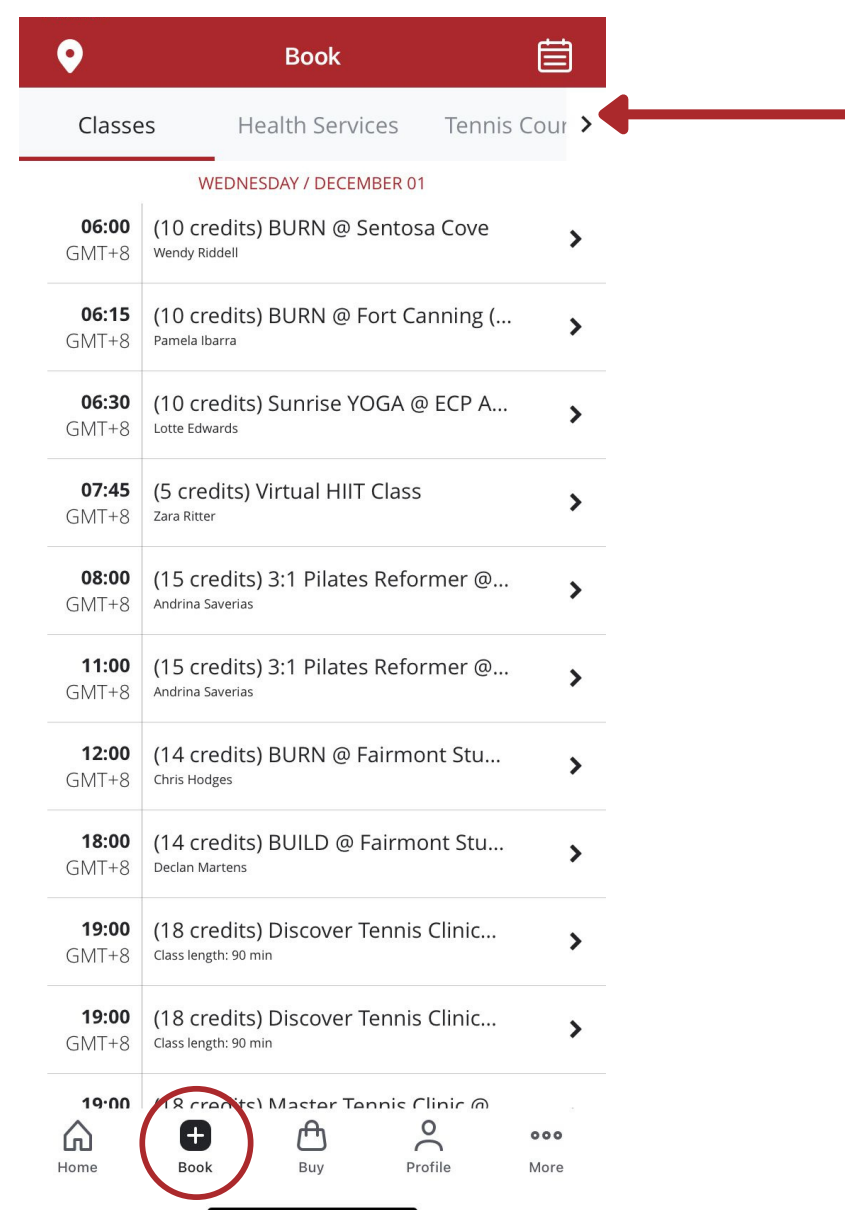 Book
Classes Health Services Tennis Cour
WEDNESDAY / DECEMBER 01
06:00 (10 credits) BURN @ Sentosa Cove
GMT+8 Wendy Riddell
06:15 (10 credits) BURN @ Fort Canning (...
GMT+8 Pamela Ibarra
06:30 (10 credits) Sunrise YOGA @ ECP A...
GMT+8 Lotte Edwards
07:45 (5 credits) Virtual HIIT Class
GMT+8 Zara Ritter
08:00 (15 credits) 3:1 Pilates Reformer @...
GMT+8 Andrina Saverias
11:00 (15 credits) 3:1 Pilates Reformer @...
GMT+8 Andrina Saverias
12:00 (14 credits) BURN @ Fairmont Stu...
GMT+8 Chris Hodges
18:00 (14 credits) BUILD @ Fairmont Stu...
GMT+8 Declan Martens
19:00 (18 credits) Discover Tennis Clinic...
GMT+8 Class length: 90 min
19:00 (18 credits) Discover Tennis Clinic...
GMT+8 Class length: 90 min
19:00 (18 credits) Master Tennis Clinic @
Home Book Buy Profile More